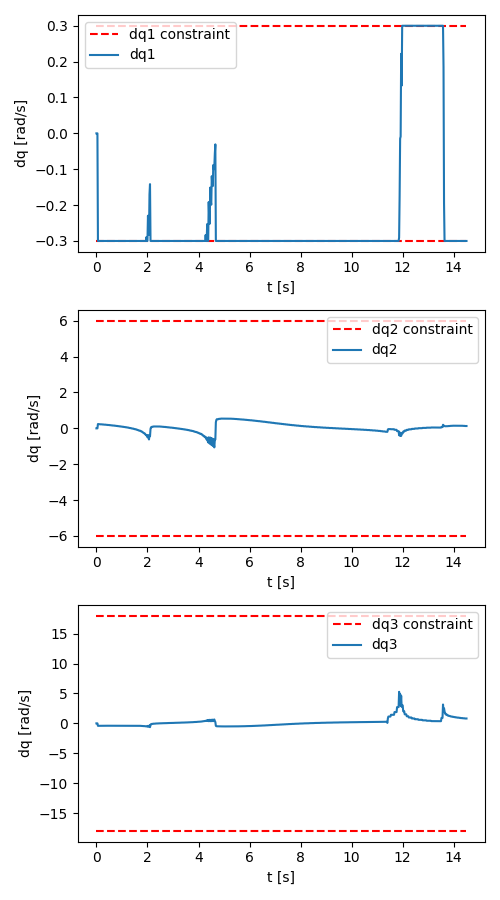 0.3
0.2
0.1
0.0
−0.1
−0.2
−0.3
dq [rad/s]
dq1 constraint
dq1
0 2 4 6 8 10 12 14
t [s]
6
4
2
0
−2
−4
−6
dq [rad/s]
dq2 constraint
dq2
0 2 4 6 8 10 12 14
t [s]
15
10
5
0
−5
−10
−15
dq [rad/s]
dq3 constraint
dq3
0 2 4 6 8 10 12 14
t [s]